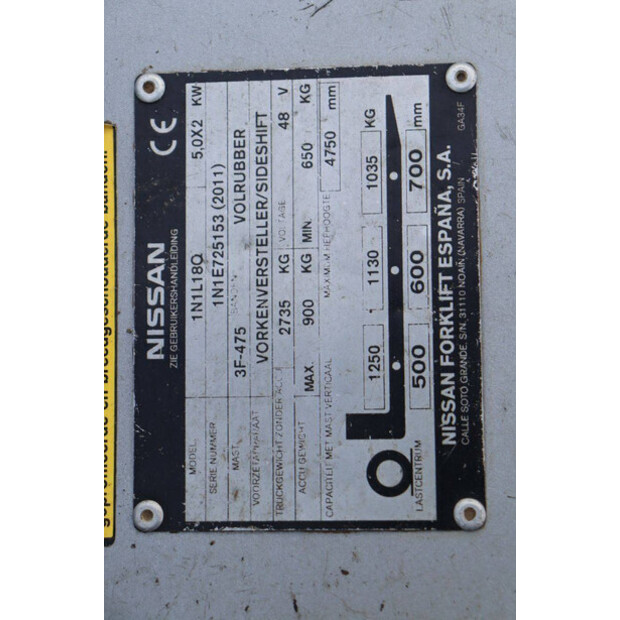 NISSAN CE
ZIE GEBRUIKERSHANDLEIDING
MODEL 1N1L18Q 5,0X2 KW
SERIE NUMMER 1N1E725153 (2011)
MAST 3F-475 BANDEN VOLRUBBER
VOORZETAPPARAAT VORKENVERSTELLER/SIDESHIFT
TRUCKGEWICHT ZONDER ACCU 2735 KG VOLTAGE 48 V
ACCU GEWICHT MAX. 900 KG MIN. 650 KG
CAPACITEIT MET MAST VERTICAAL MAXIMUM HEFHOOGTE 4750 mm
1250 1130 1035 KG
LASTCENTRUM 500 600 700 mm
NISSAN FORKLIFT ESPAÑA, S.A.
CALLE SOTO GRANDE, S/N, 31110 NOAIN (NAVARRA) SPAIN GA34F